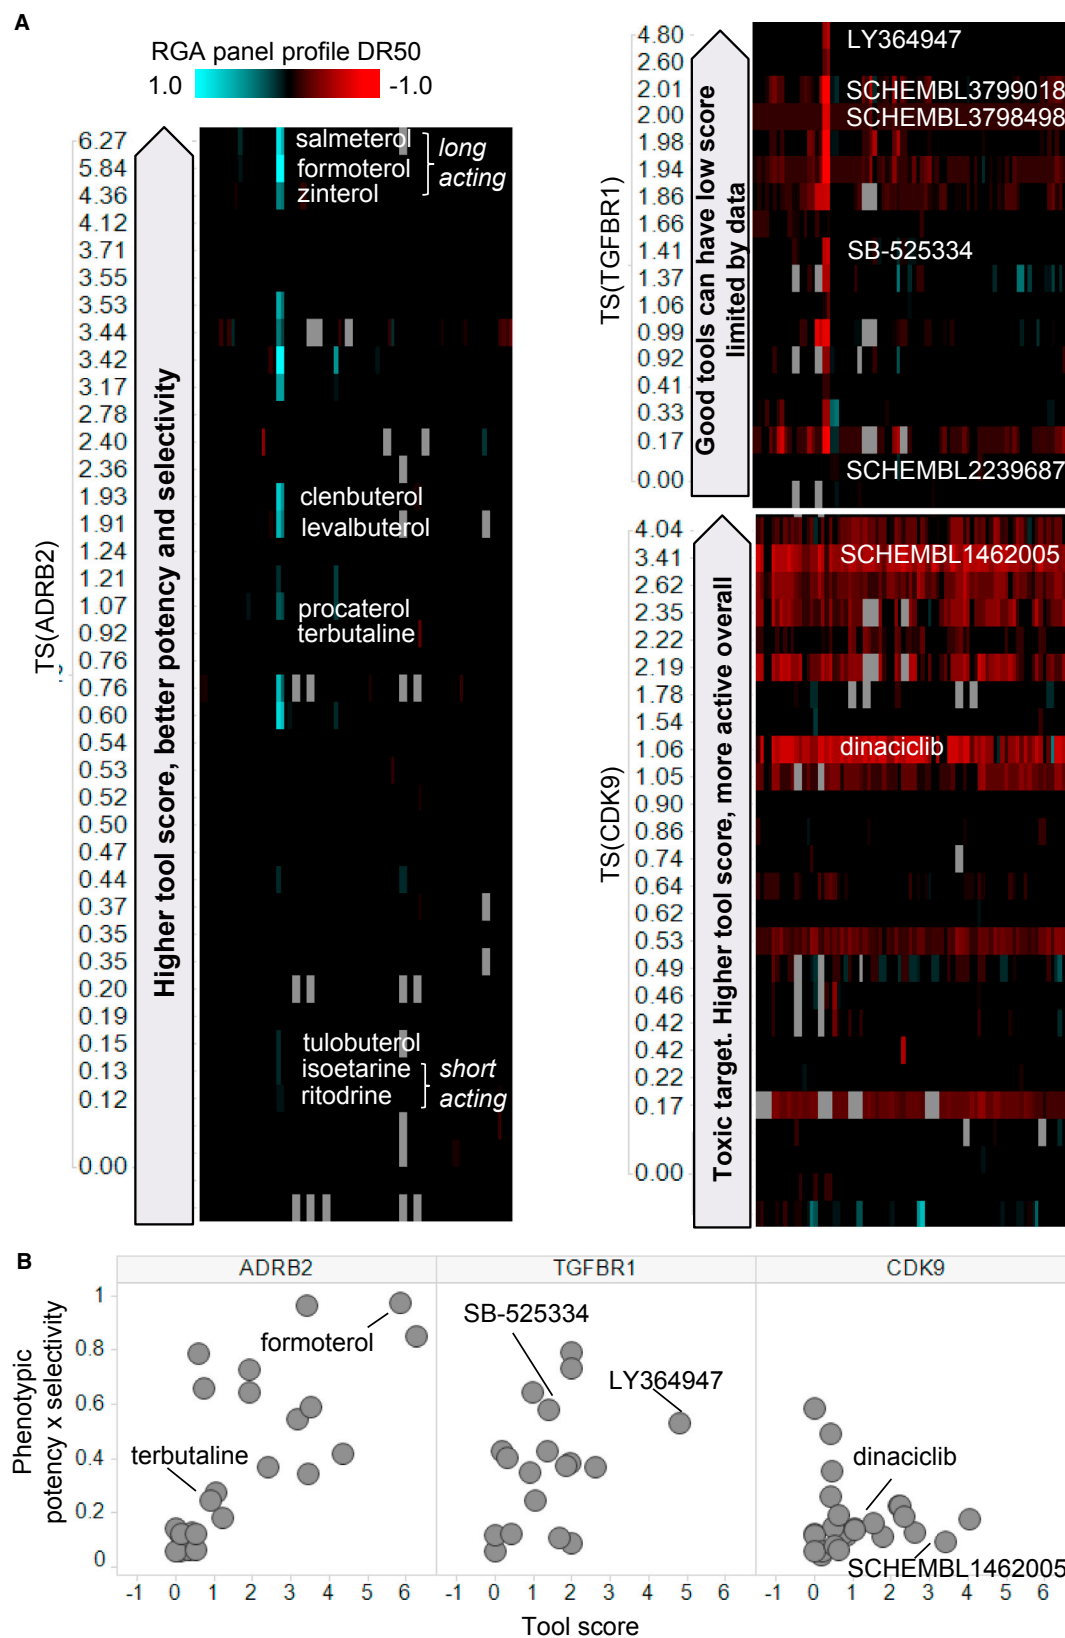 A
RGA panel profile DR50
1.0 -1.0
TS(ADRB2)
6.27
5.84
4.36
4.12
3.71
3.55
3.53
3.44
3.42
3.17
2.78
2.40
2.36
1.93
1.91
1.24
1.21
1.07
0.92
0.76
0.76
0.60
0.54
0.53
0.52
0.50
0.47
0.44
0.37
0.35
0.35
0.20
0.19
0.15
0.13
0.12
0.00
Higher tool score, better potency and selectivity
salmeterol
formoterol
zinterol
long
acting
clenbuterol
levalbuterol
procaterol
terbutaline
tulobuterol
isoetarine
ritodrine
short
acting
TS(TGFBR1)
4.80
2.60
2.01
2.00
1.98
1.94
1.86
1.66
1.41
1.37
1.06
0.99
0.92
0.41
0.33
0.17
0.00
Good tools can have low score
limited by data
LY364947
SCHEMBL3799018
SCHEMBL3798498
SB-525334
SCHEMBL2239687
TS(CDK9)
4.04
3.41
2.62
2.35
2.22
2.19
1.78
1.54
1.06
1.05
0.90
0.86
0.74
0.64
0.62
0.53
0.49
0.46
0.42
0.42
0.22
0.17
0.00
Toxic target. Higher tool score, more active overall
SCHEMBL1462005
dinaciclib
B
ADRB2 TGFBR1 CDK9
Phenotypic
potency x selectivity
1
0.8
0.6
0.4
0.2
0
formoterol
terbutaline
SB-525334
LY364947
dinaciclib
SCHEMBL1462005
-1 0 1 2 3 4 5 6 -1 0 1 2 3 4 5 6 -1 0 1 2 3 4 5 6
Tool score